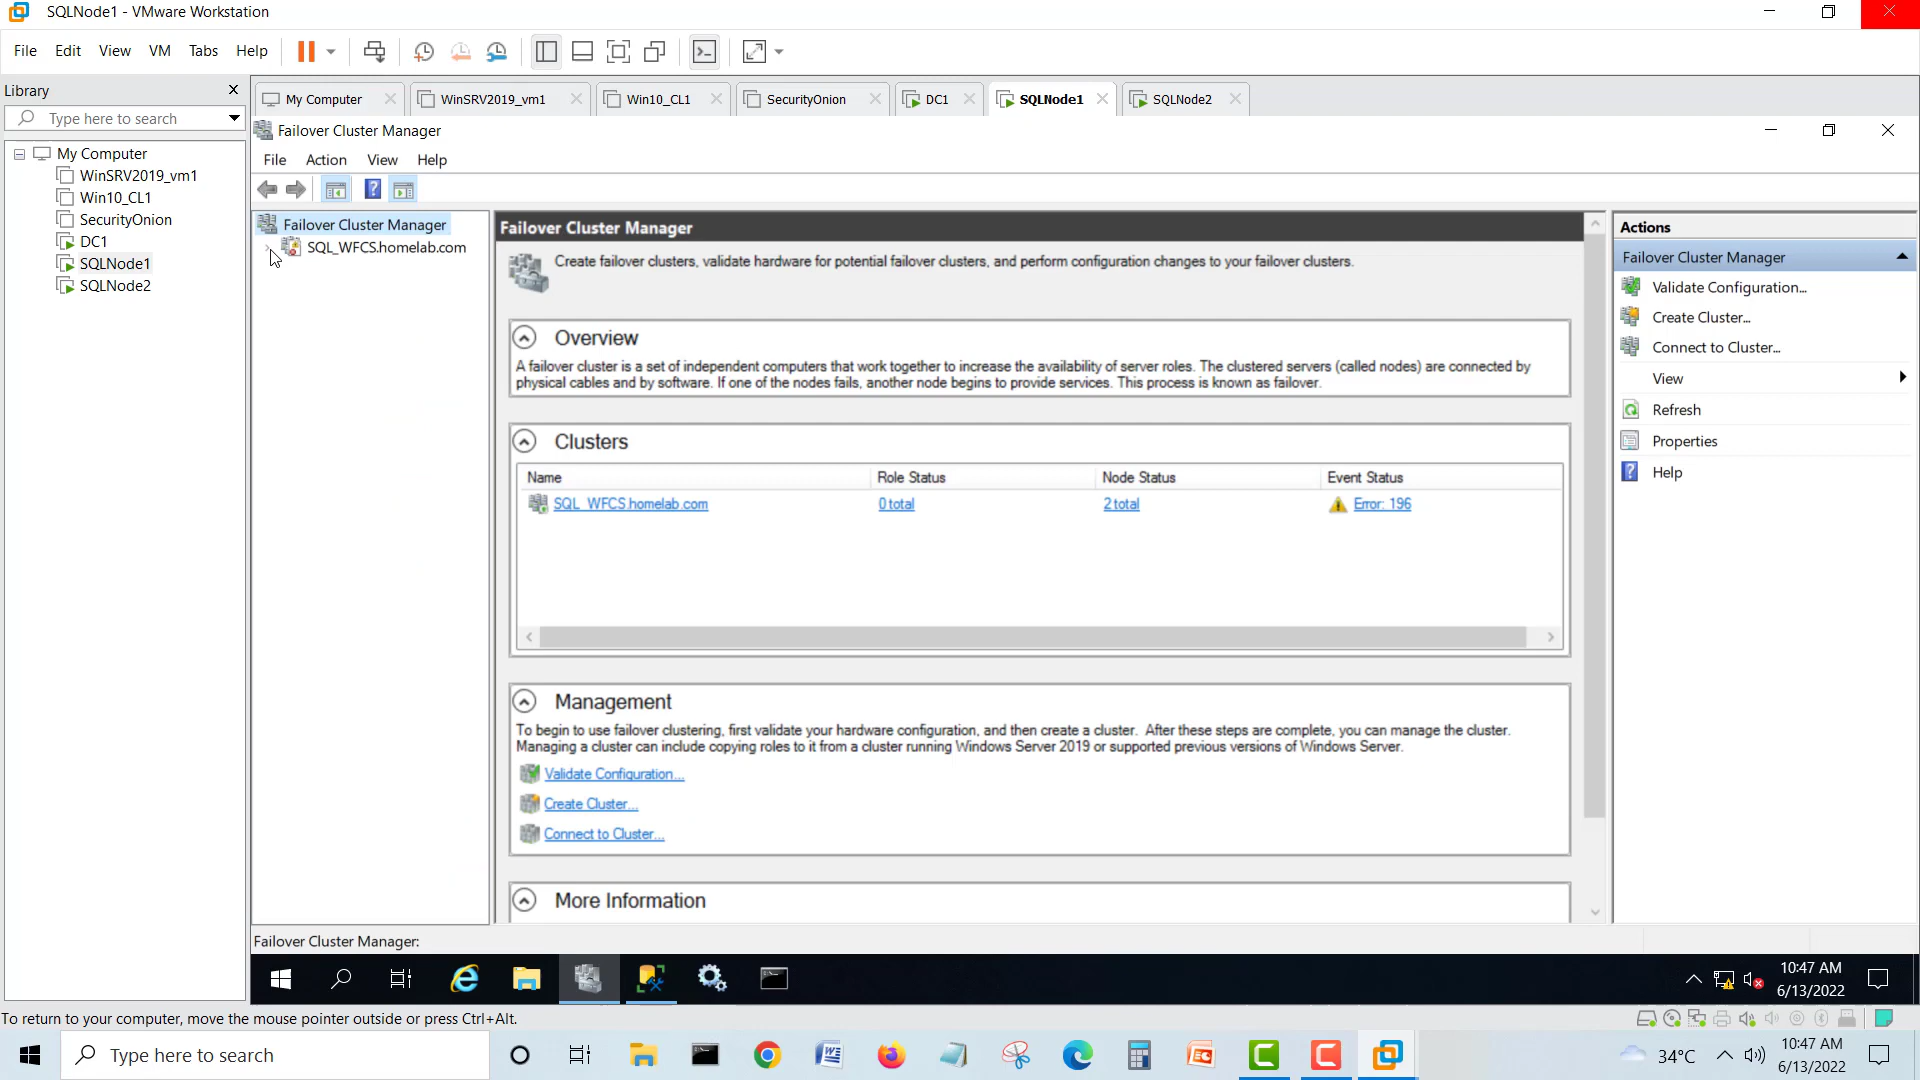 SQLNode1 - VMware Workstation
File Edit View VM Tabs Help
Library
Type here to search
My Computer
WinSRV2019_vm1
Win10_CL1
SecurityOnion
DC1
SQLNode1
SQLNode2
My Computer WinSRV2019_vm1 Win10_CL1 SecurityOnion DC1 SQLNode1 SQLNode2
Failover Cluster Manager
File Action View Help
Failover Cluster Manager
SQL_WFCS.homelab.com
Failover Cluster Manager
Create failover clusters, validate hardware for potential failover clusters, and perform configuration changes to your failover clusters.
Overview
A failover cluster is a set of independent computers that work together to increase the availability of server roles. The clustered servers (called nodes) are connected by
physical cables and by software. If one of the nodes fails, another node begins to provide services. This process is known as failover.
Clusters
Name Role Status Node Status Event Status
SQL_WFCS.homelab.com 0 total 2 total Error: 196
Management
To begin to use failover clustering, first validate your hardware configuration, and then create a cluster. After these steps are complete, you can manage the cluster.
Managing a cluster can include copying roles to it from a cluster running Windows Server 2019 or supported previous versions of Windows Server.
Validate Configuration...
Create Cluster...
Connect to Cluster...
More Information
Actions
Failover Cluster Manager
Validate Configuration...
Create Cluster...
Connect to Cluster...
View
Refresh
Properties
Help
Failover Cluster Manager:
10:47 AM
6/13/2022
To return to your computer, move the mouse pointer outside or press Ctrl+Alt.
Type here to search
34°C
10:47 AM
6/13/2022